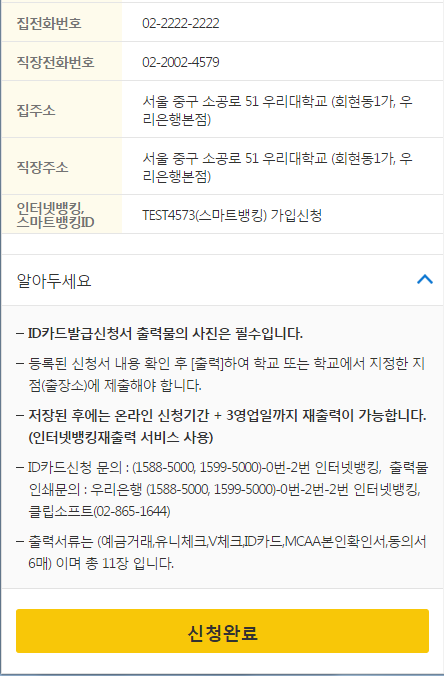 집전화번호 02-2222-2222
직장전화번호 02-2002-4579
집주소
서울 중구 소공로 51 우리대학교 (회현동1가, 우
리은행본점)
직장주소
서울 중구 소공로 51 우리대학교 (회현동1가, 우
리은행본점)
인터넷뱅킹,
스마트뱅킹ID
TEST4573(스마트뱅킹) 가입신청
알아두세요
– ID카드발급신청서 출력물의 사진은 필수입니다.
– 등록된 신청서 내용 확인 후 [출력]하여 학교 또는 학교에서 지정한 지
점(출장소)에 제출해야 합니다.
– 저장된 후에는 온라인 신청기간 + 3영업일까지 재출력이 가능합니다.
(인터넷뱅킹재출력 서비스 사용)
– ID카드신청 문의 : (1588-5000, 1599-5000)-0번-2번 인터넷뱅킹, 출력물
인쇄문의 : 우리은행 (1588-5000, 1599-5000)-0번-2번-2번 인터넷뱅킹,
클립소프트(02-865-1644)
– 출력서류는 (예금거래,유니체크,V체크,ID카드,MCAA본인확인서,동의서
6매) 이며 총 11장 입니다.
신청완료